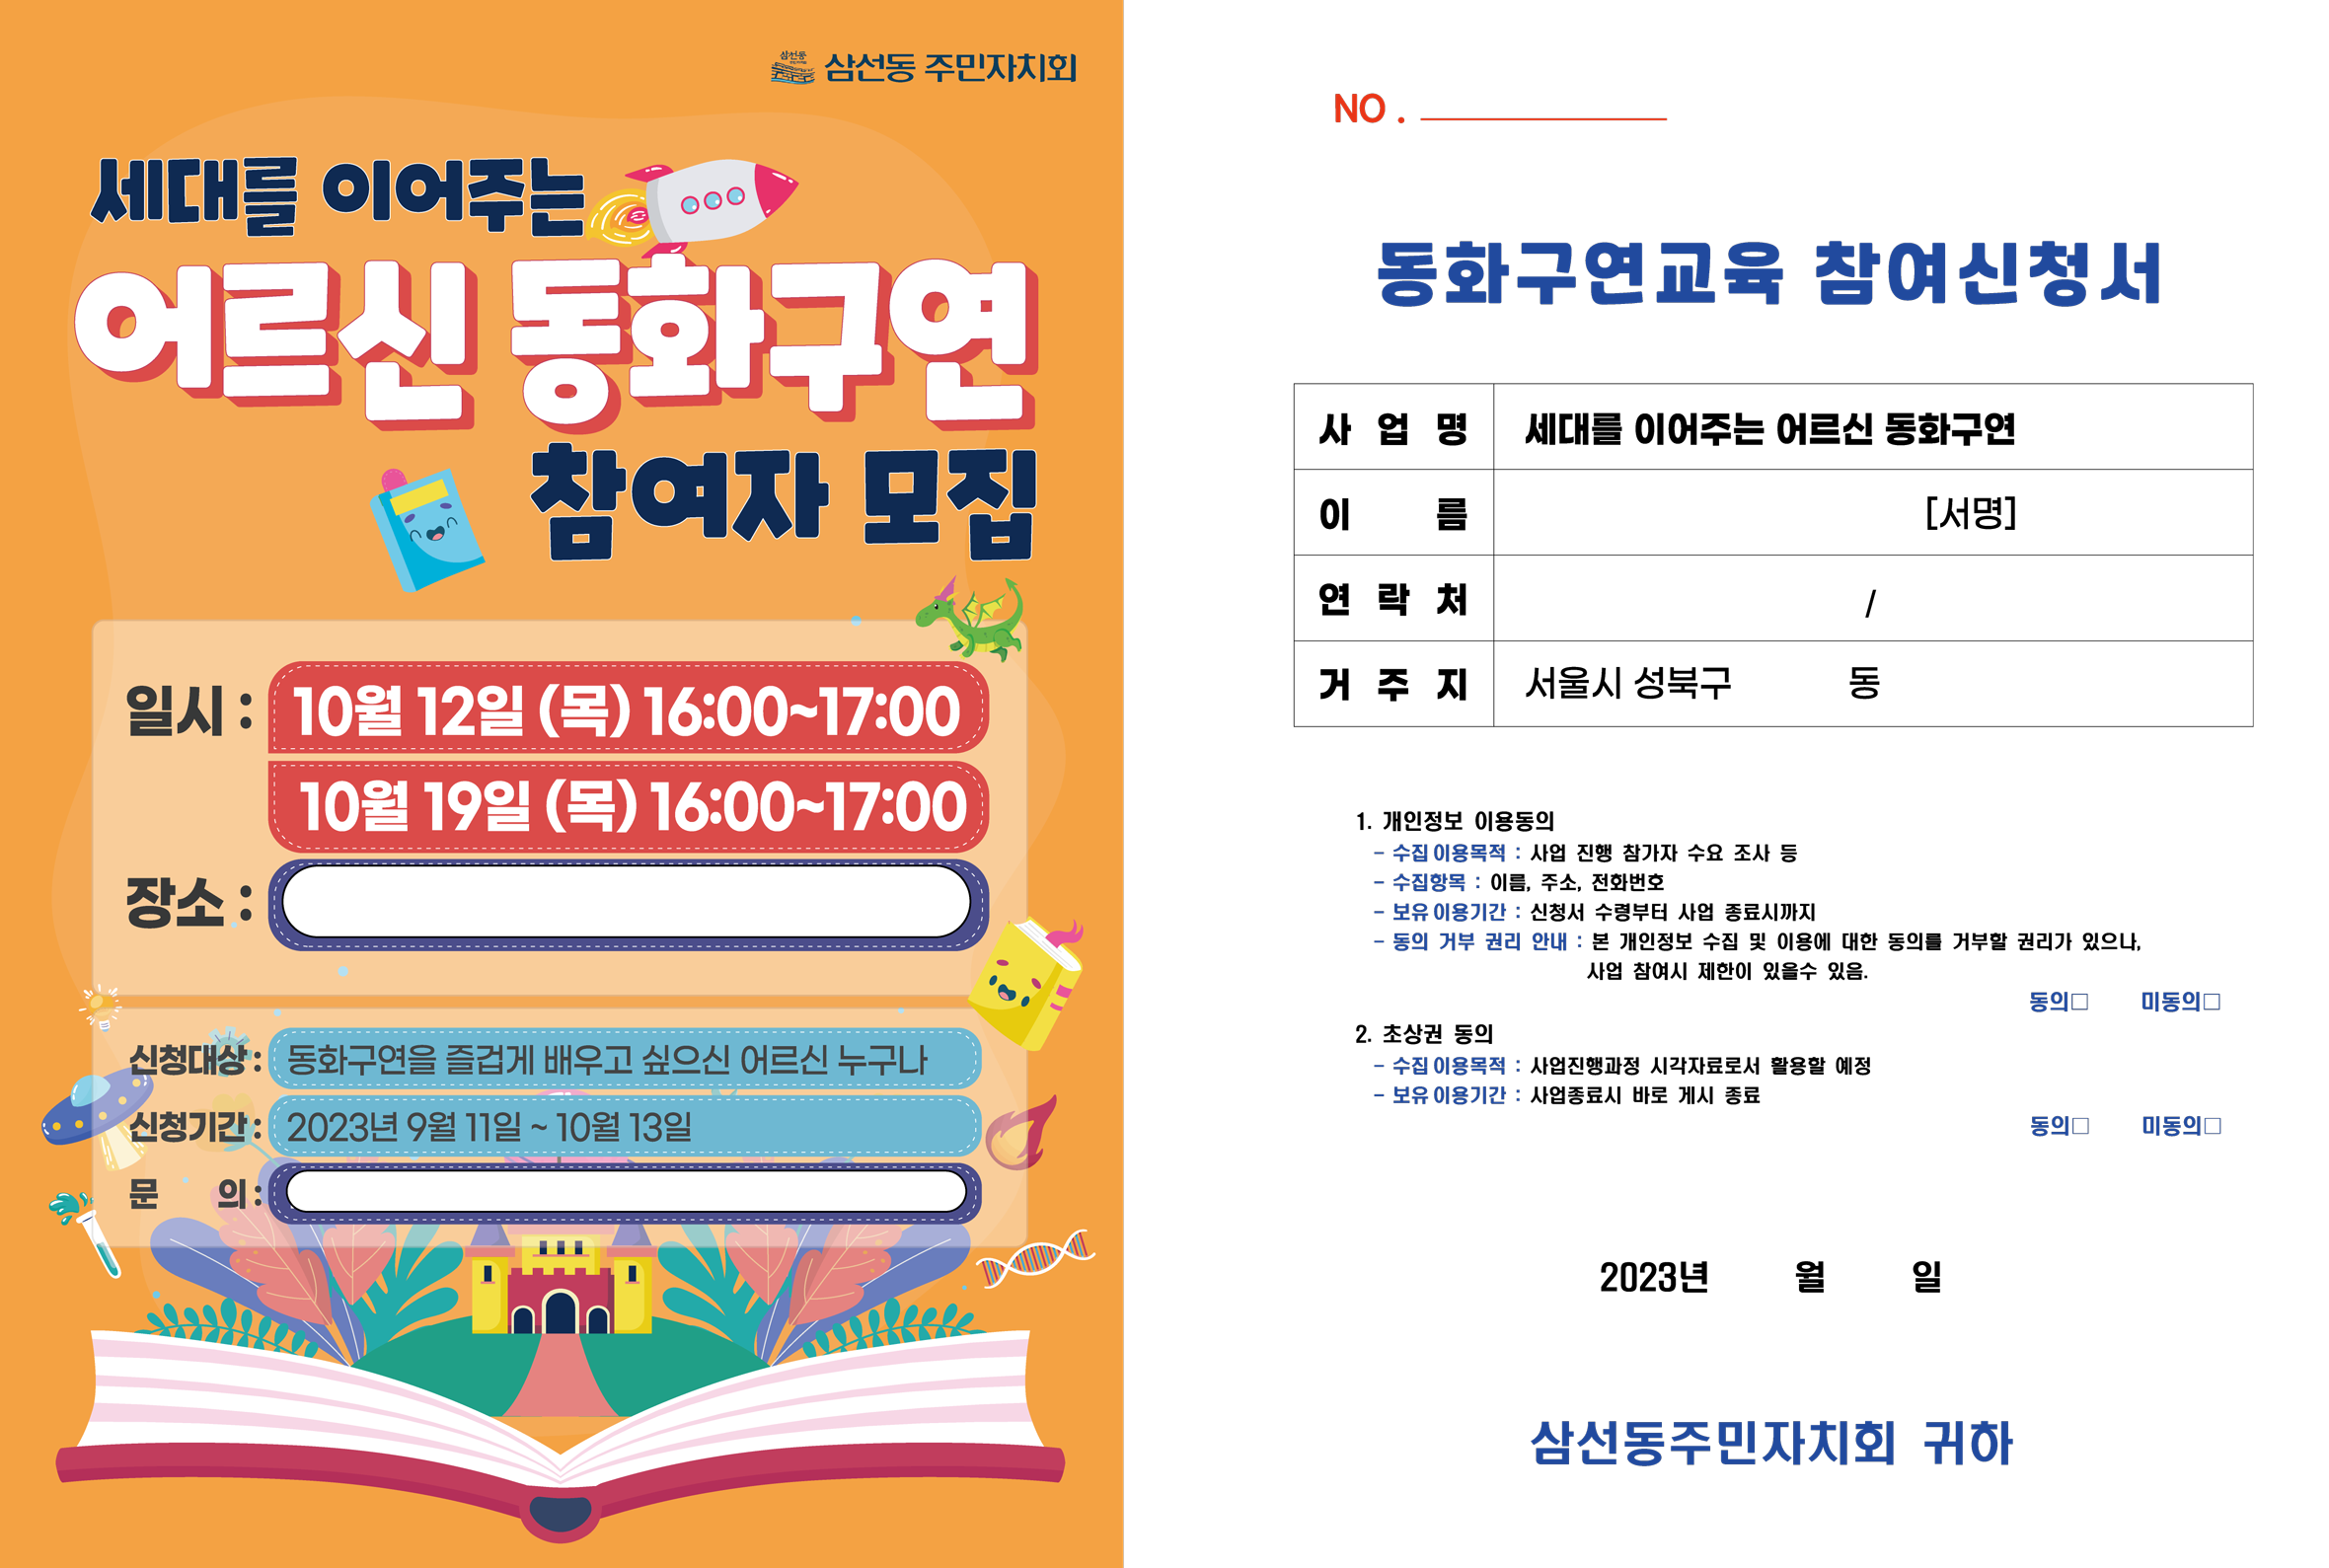 삼선동
삼선동 주민자치회
세대를 이어주는
어르신 동화구연
참여자 모집
일시 : 10월 12일 (목) 16:00~17:00
10월 19일 (목) 16:00~17:00
장소 :
신청대상 : 동화구연을 즐겁게 배우고 싶으신 어르신 누구나
신청기간 : 2023년 9월 11일 ~ 10월 13일
문 의 :
NO .
동화구연교육 참여신청서
사 업 명 세대를 이어주는 어르신 동화구연
이 름 [서명]
연 락 처 /
거 주 지 서울시 성북구 동
1. 개인정보 이용동의
- 수집 이용목적 : 사업 진행 참가자 수요 조사 등
- 수집항목 : 이름, 주소, 전화번호
- 보유 이용기간 : 신청서 수령부터 사업 종료시까지
- 동의 거부 권리 안내 : 본 개인정보 수집 및 이용에 대한 동의를 거부할 권리가 있으나,
사업 참여시 제한이 있을수 있음.
동의□ 미동의□
2. 초상권 동의
- 수집 이용목적 : 사업진행과정 시각자료로서 활용할 예정
- 보유 이용기간 : 사업종료시 바로 게시 종료
동의□ 미동의□
2023년 월 일
삼선동주민자치회 귀하